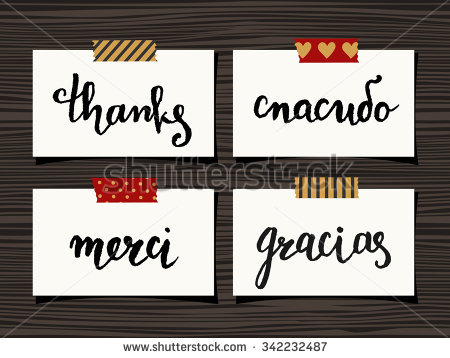 thanks
спасибо
merci
gracias
shutterstock
www.shutterstock.com · 342232487